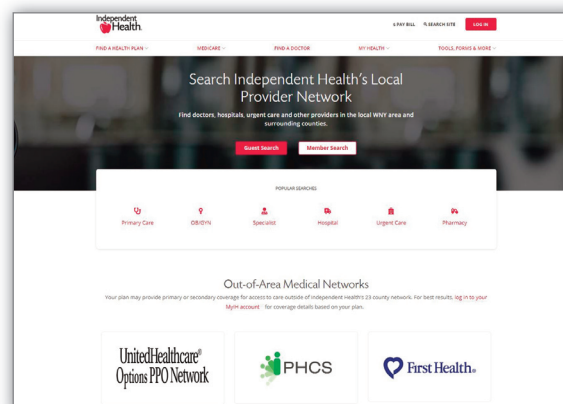 Independent
Health.
$ PAY BILL
SEARCH SITE
LOG IN
FIND A HEALTH PLAN
MEDICARE
FIND A DOCTOR
MY HEALTH
TOOLS, FORMS & MORE
Search Independent Health's Local
Provider Network
Find doctors, hospitals, urgent care and other providers in the local WNY area and
surrounding counties.
Guest Search
Member Search
POPULAR SEARCHES
Primary Care
OB/GYN
Specialist
Hospital
Urgent Care
Pharmacy
Out-of-Area Medical Networks
Your plan may provide primary or secondary coverage for access to care outside of Independent Health's 23 county network. For best results, log in to your
MyIH account for coverage details based on your plan.
UnitedHealthcare®
Options PPO Network
PHCS
First Health®